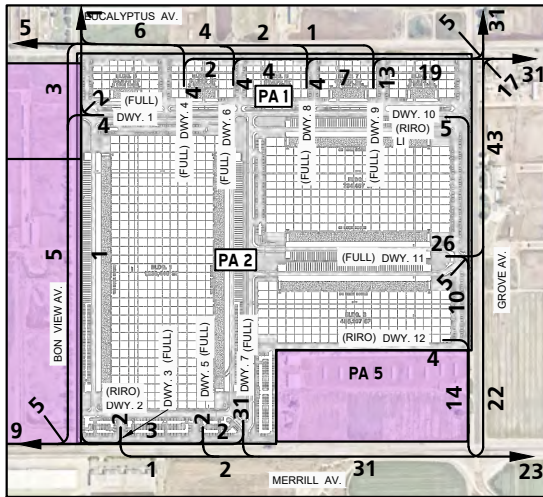 EUCALYPTUS AV.
5
6
4
2
1
5
31
31
17
3
2
4
7
13
19
4
4
4
PA 1
2
4
(FULL)
DWY. 1
(FULL) DWY. 4
(FULL) DWY. 6
(FULL) DWY. 8
(FULL) DWY. 9
DWY. 10
(RIRO)
LI
5
43
5
1
PA 2
26
(FULL) DWY. 11
5
10
GROVE AV.
BON VIEW AV.
(RIRO) DWY. 12
4
PA 5
14
22
(RIRO)
DWY. 2
DWY. 3 (FULL)
DWY. 5 (FULL)
DWY. 7 (FULL)
2
3
2
2
31
9
5
1
2
31
23
MERRILL AV.